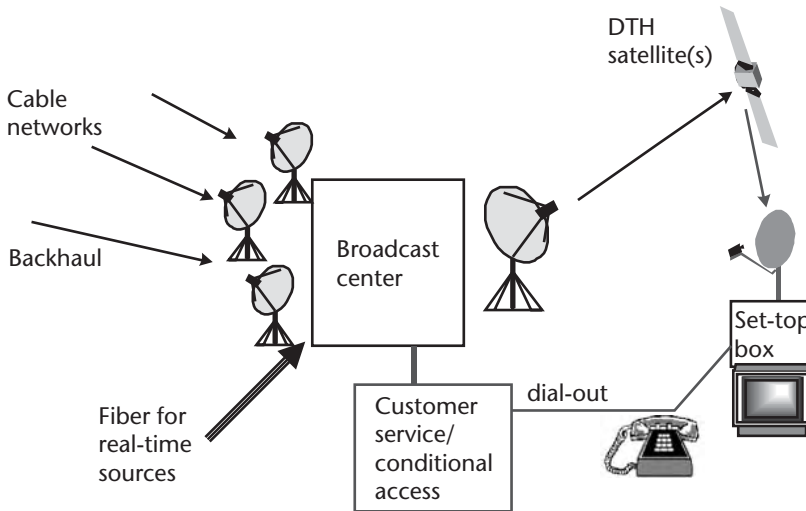 DTH
satellite(s)
Cable
networks
Backhaul
Broadcast
center
Set-top
box
Fiber for
real-time
sources
Customer
service/
conditional
access
dial-out